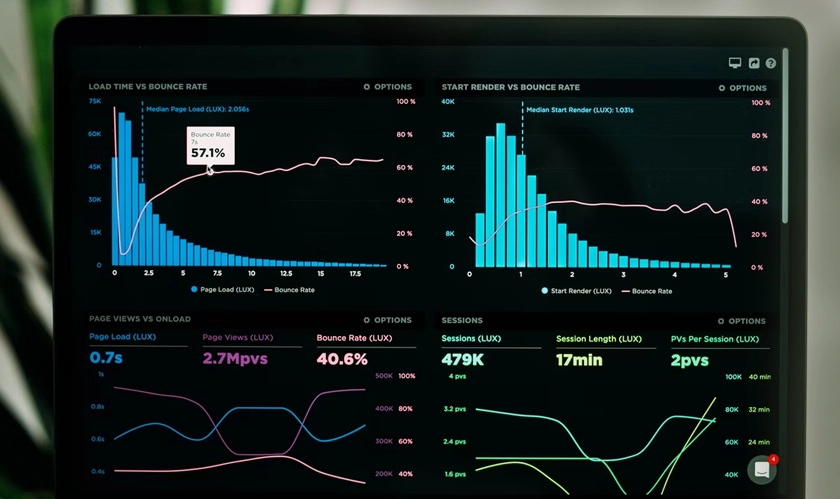 LOAD TIME VS BOUNCE RATE
OPTIONS
75K
60K
45K
30K
15K
0
100 %
80 %
60 %
40 %
20 %
0 %
Median Page Load (LUX): 2.056s
Bounce Rate
7s
57.1%
0 2.5 5 7.5 10 12.5 15 17.5
Page Load (LUX) Bounce Rate
START RENDER VS BOUNCE RATE
OPTIONS
40K
32K
24K
16K
8K
0
100 %
80 %
60 %
40 %
20 %
0 %
Median Start Render (LUX): 1.031s
0 1 2 3 4 5
Start Render (LUX) Bounce Rate
PAGE VIEWS VS ONLOAD
OPTIONS
Page Load (LUX) Page Views (LUX) Bounce Rate (LUX)
0.7s 2.7Mpvs 40.6%
1s
0.8s
0.6s
0.4s
500K 100%
400K 80%
300K 60%
200K 40%
SESSIONS
OPTIONS
Sessions (LUX) Session Length (LUX) PVs Per Session (LUX)
479K 17min 2pvs
4 pvs
3.2 pvs
2.4 pvs
1.6 pvs
100K 40 min
80K 32 min
60K 24 min
40K
4